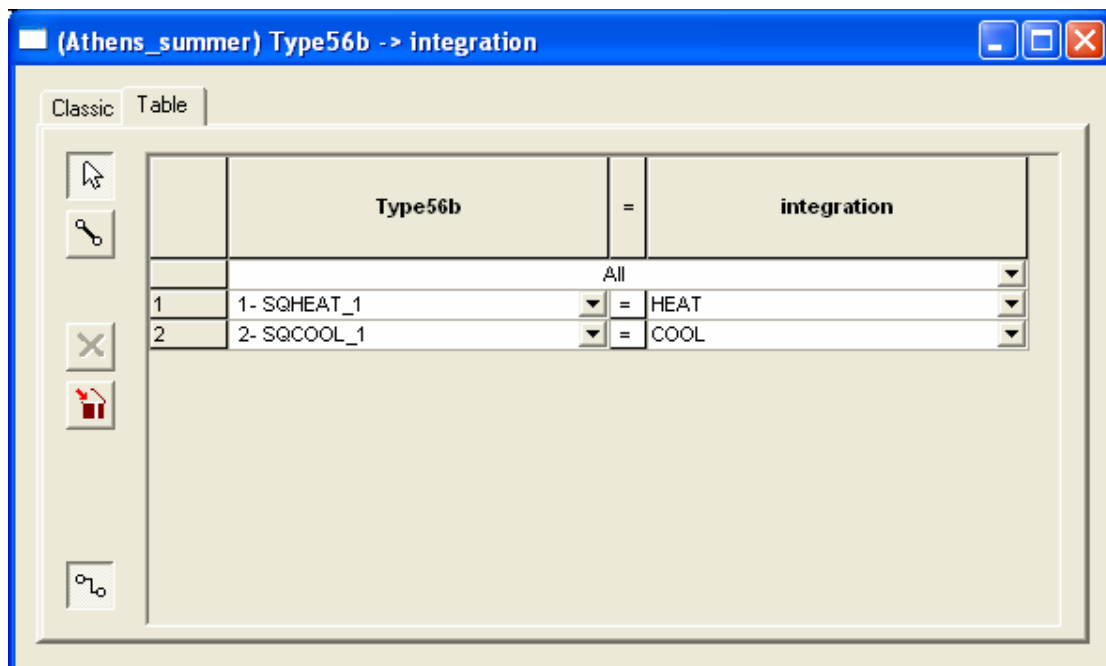 (Athens_summer) Type56b -> integration
Classic Table
Type56b = integration
All
1 1- SQHEAT_1 = HEAT
2 2- SQCOOL_1 = COOL